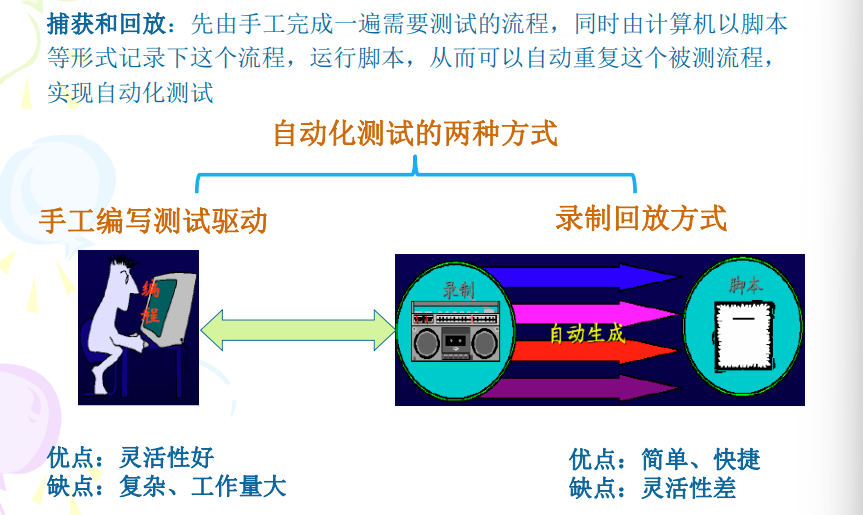 捕获和回放：先由手工完成一遍需要测试的流程，同时由计算机以脚本
等形式记录下这个流程，运行脚本，从而可以自动重复这个被测流程，
实现自动化测试
自动化测试的两种方式
手工编写测试驱动
录制回放方式
编
程
录制
自动生成
脚本
优点：灵活性好
缺点：复杂、工作量大
优点：简单、快捷
缺点：灵活性差